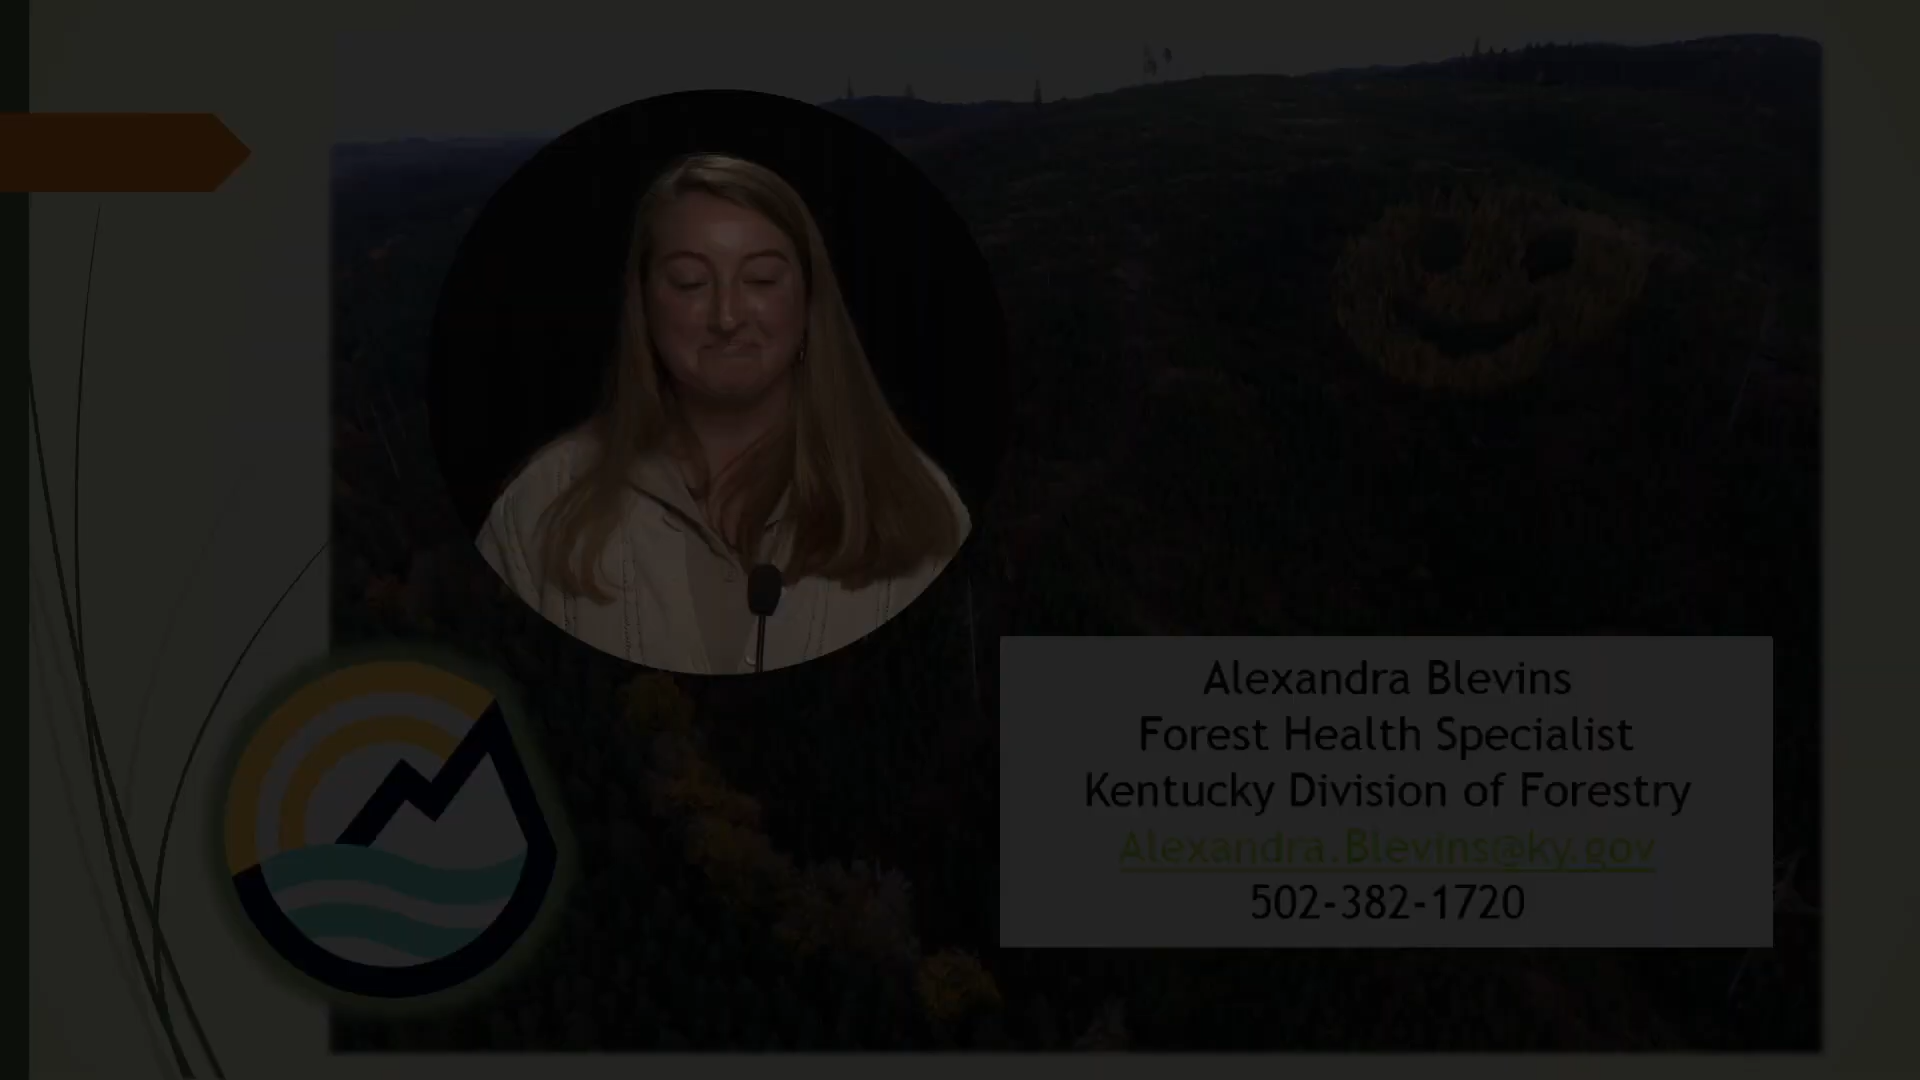 Alexandra Blevins
Forest Health Specialist
Kentucky Division of Forestry
Alexandra.Blevins@ky.gov
502-382-1720